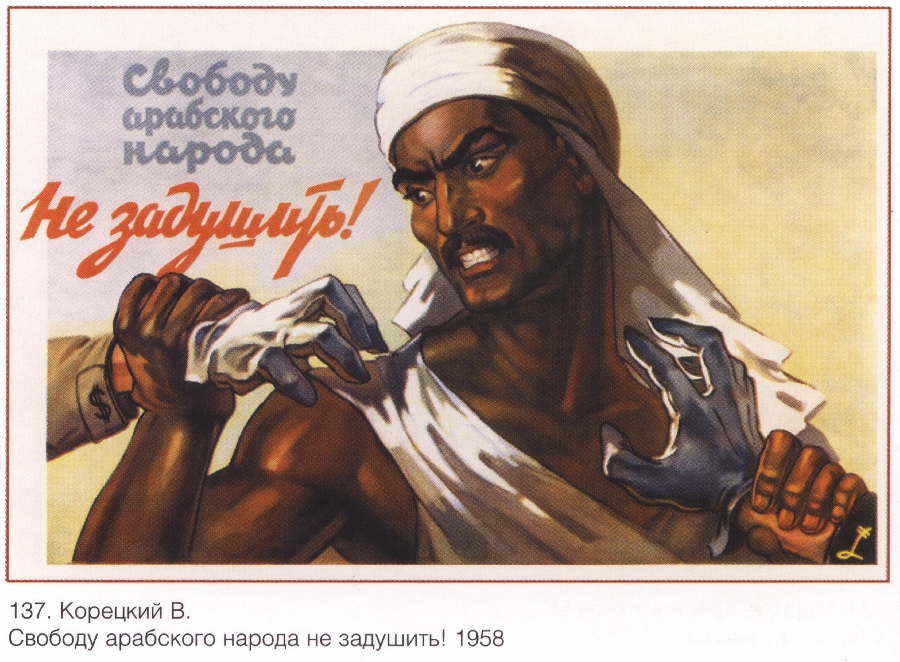 Свободу
арабского
народа
Не задушить!
$
£
137. Корецкий В.
Свободу арабского народа не задушить! 1958